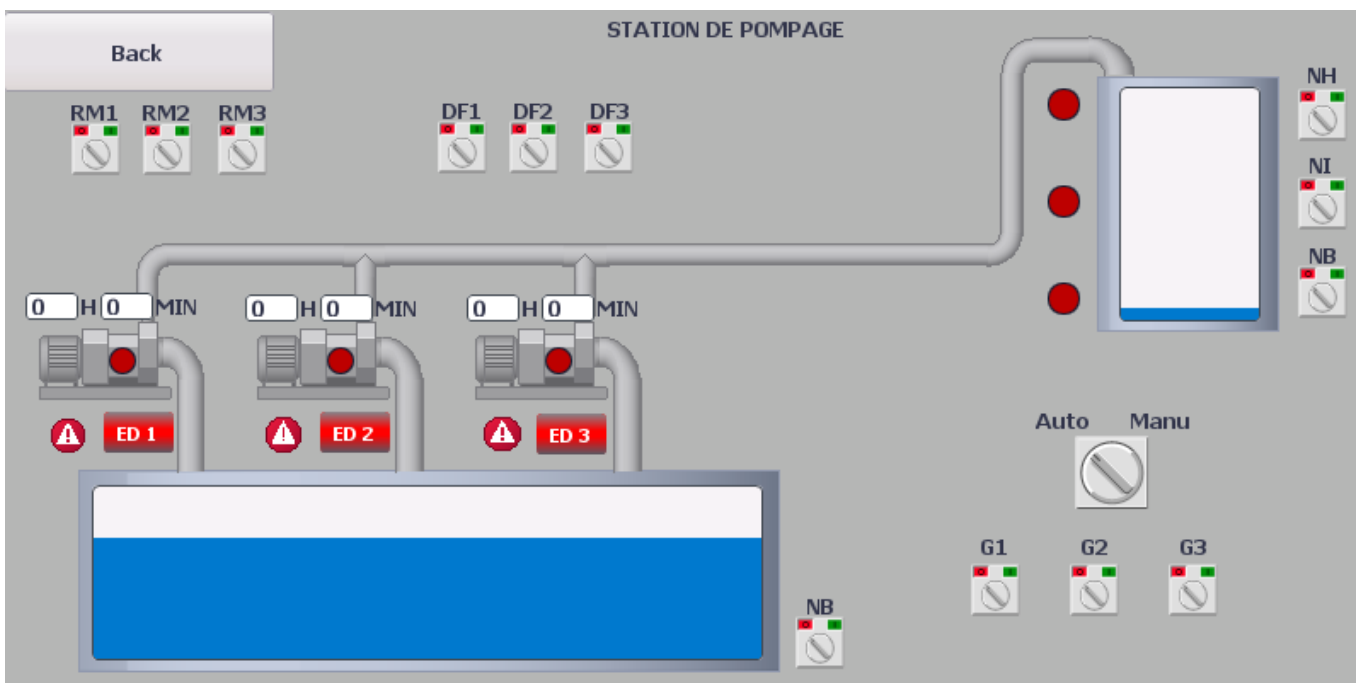 STATION DE POMPAGE
Back
RM1 RM2 RM3
DF1 DF2 DF3
NH
NI
NB
0 H 0 MIN
0 H 0 MIN
0 H 0 MIN
ED 1
ED 2
ED 3
Auto Manu
G1 G2 G3
NB